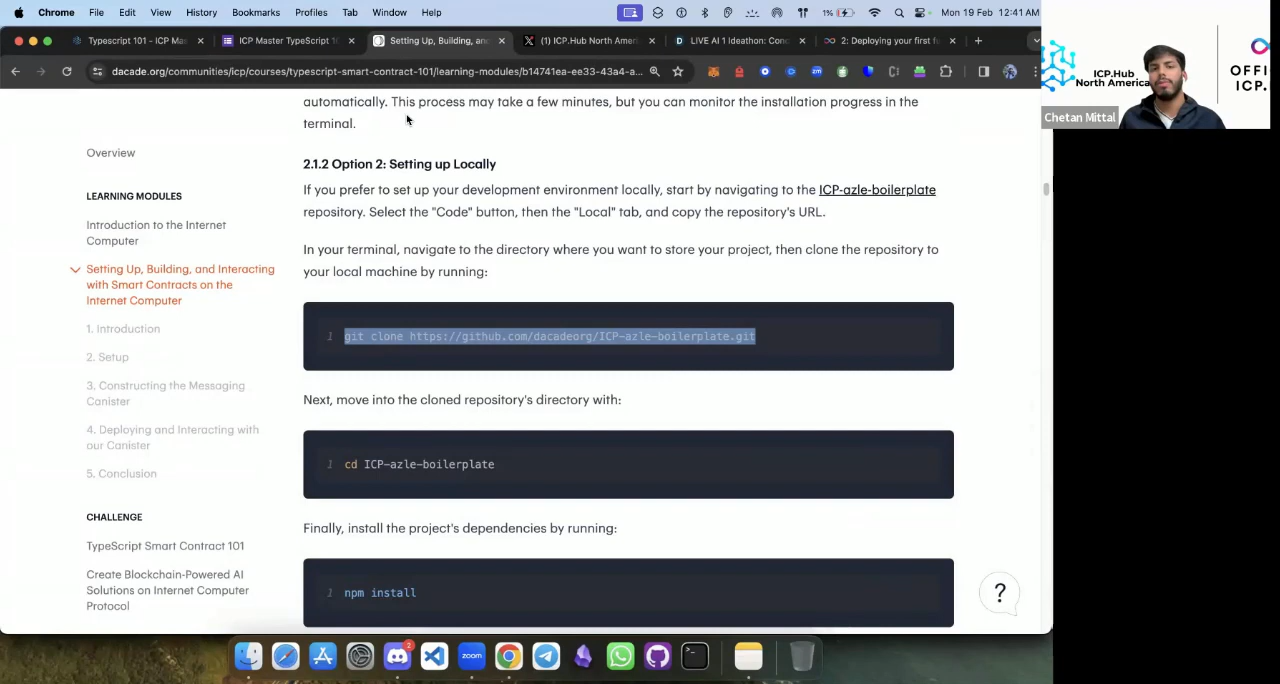 Chrome File Edit View History Bookmarks Profiles Tab Window Help
1% Mon 19 Feb 12:41 AM
Typescript 101 - ICP Ma
ICP Master TypeScript 1
Setting Up, Building, and
(1) ICP.Hub North Ameri
LIVE AI 1 Ideathon: Con
2: Deploying your first f
dacade.org/communities/icp/courses/typescript-smart-contract-101/learning-modules/b14741ea-ee33-43a4-a...
ICP.Hub
North America
OFFI
ICP.
Chetan Mittal
automatically. This process may take a few minutes, but you can monitor the installation progress in the
terminal.
Overview
LEARNING MODULES
Introduction to the Internet
Computer
Setting Up, Building, and Interacting
with Smart Contracts on the
Internet Computer
1. Introduction
2. Setup
3. Constructing the Messaging
Canister
4. Deploying and Interacting with
our Canister
5. Conclusion
CHALLENGE
TypeScript Smart Contract 101
Create Blockchain-Powered AI
Solutions on Internet Computer
Protocol
2.1.2 Option 2: Setting up Locally
If you prefer to set up your development environment locally, start by navigating to the ICP-azle-boilerplate
repository. Select the "Code" button, then the "Local" tab, and copy the repository's URL.
In your terminal, navigate to the directory where you want to store your project, then clone the repository to
your local machine by running:
1 git clone https://github.com/dacadeorg/ICP-azle-boilerplate.git
Next, move into the cloned repository's directory with:
1 cd ICP-azle-boilerplate
Finally, install the project's dependencies by running:
1 npm install
?
2
zoom